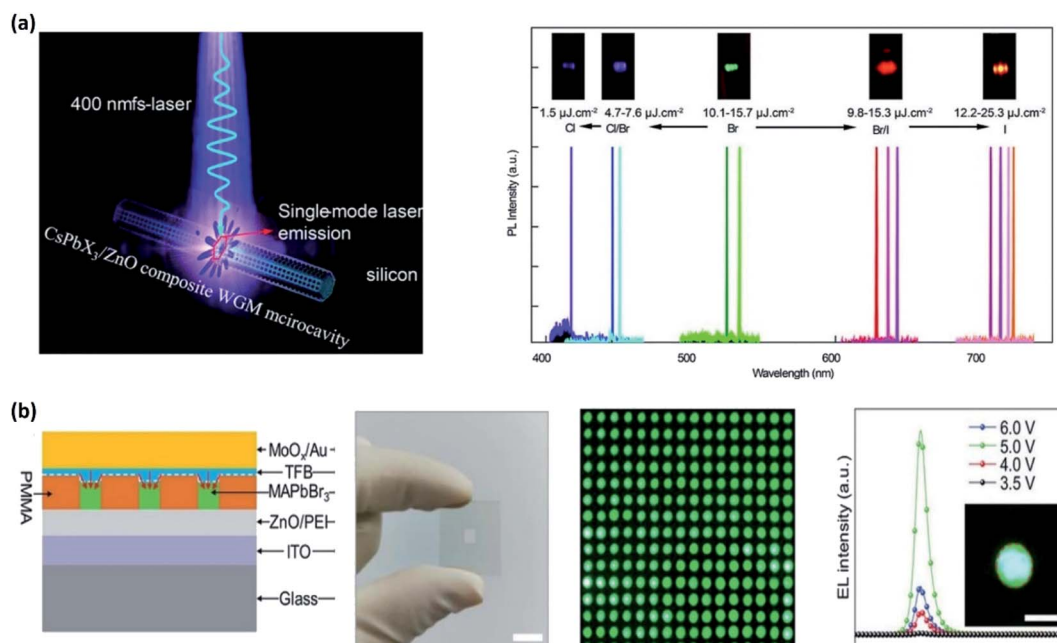 (a)
400 nmfs-laser
Single-mode laser
emission
silicon
CsPbX₃/ZnO composite WGM mcirocavity
1.5 μJ.cm⁻²
4.7-7.6 μJ.cm⁻²
10.1-15.7 μJ.cm⁻²
9.8-15.3 μJ.cm⁻²
12.2-25.3 μJ.cm⁻²
Cl
Cl/Br
Br
Br/I
I
PL Intensity (a.u.)
400
500
600
700
Wavelength (nm)
(b)
PMMA
MoOₓ/Au
TFB
MAPbBr₃
ZnO/PEI
ITO
Glass
EL intensity (a.u.)
6.0 V
5.0 V
4.0 V
3.5 V